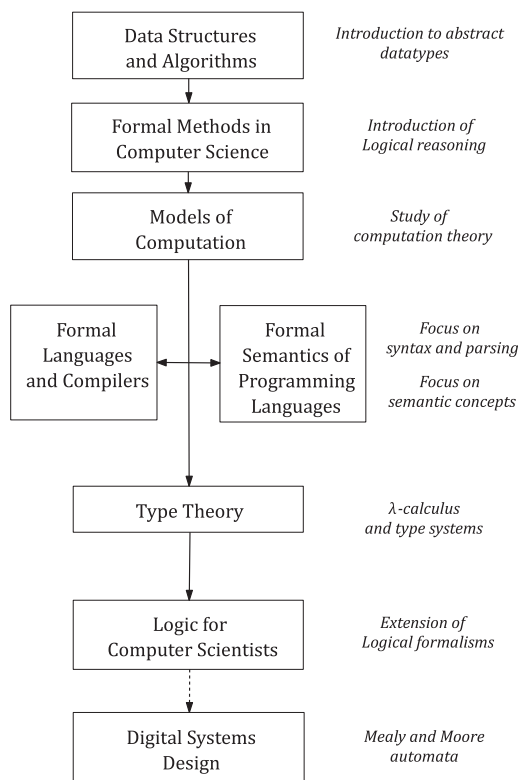 Data Structures
and Algorithms
Introduction to abstract
datatypes
Formal Methods in
Computer Science
Introduction of
Logical reasoning
Models of
Computation
Study of
computation theory
Formal
Languages
and Compilers
Formal
Semantics of
Programming
Languages
Focus on
syntax and parsing
Focus on
semantic concepts
Type Theory
λ-calculus
and type systems
Logic for
Computer Scientists
Extension of
Logical formalisms
Digital Systems
Design
Mealy and Moore
automata